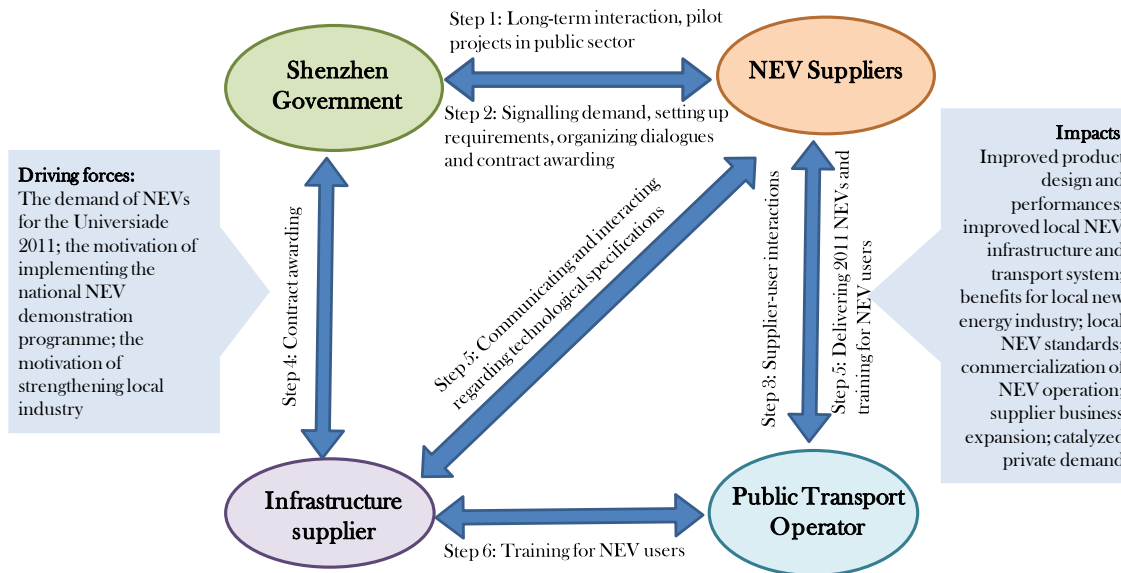 Step 1: Long-term interaction, pilot
projects in public sector
Shenzhen
Government
NEV Suppliers
Step 2: Signalling demand, setting up
requirements, organizing dialogues
and contract awarding
Driving forces:
The demand of NEVs
for the Universiade
2011; the motivation of
implementing the
national NEV
demonstration
programme; the
motivation of
strengthening local
industry
Step 4: Contract awarding
Step 5: Communicating and interacting
regarding technological specifications
Step 3: Supplier-user interactions
Step 5: Delivering 2011 NEVs and
training for NEV users
Impacts
Improved product
design and
performances;
improved local NEV
infrastructure and
transport system;
benefits for local new
energy industry; local
NEV standards;
commercialization of
NEV operation;
supplier business
expansion; catalyzed
private demand
Infrastructure
supplier
Public Transport
Operator
Step 6: Training for NEV users